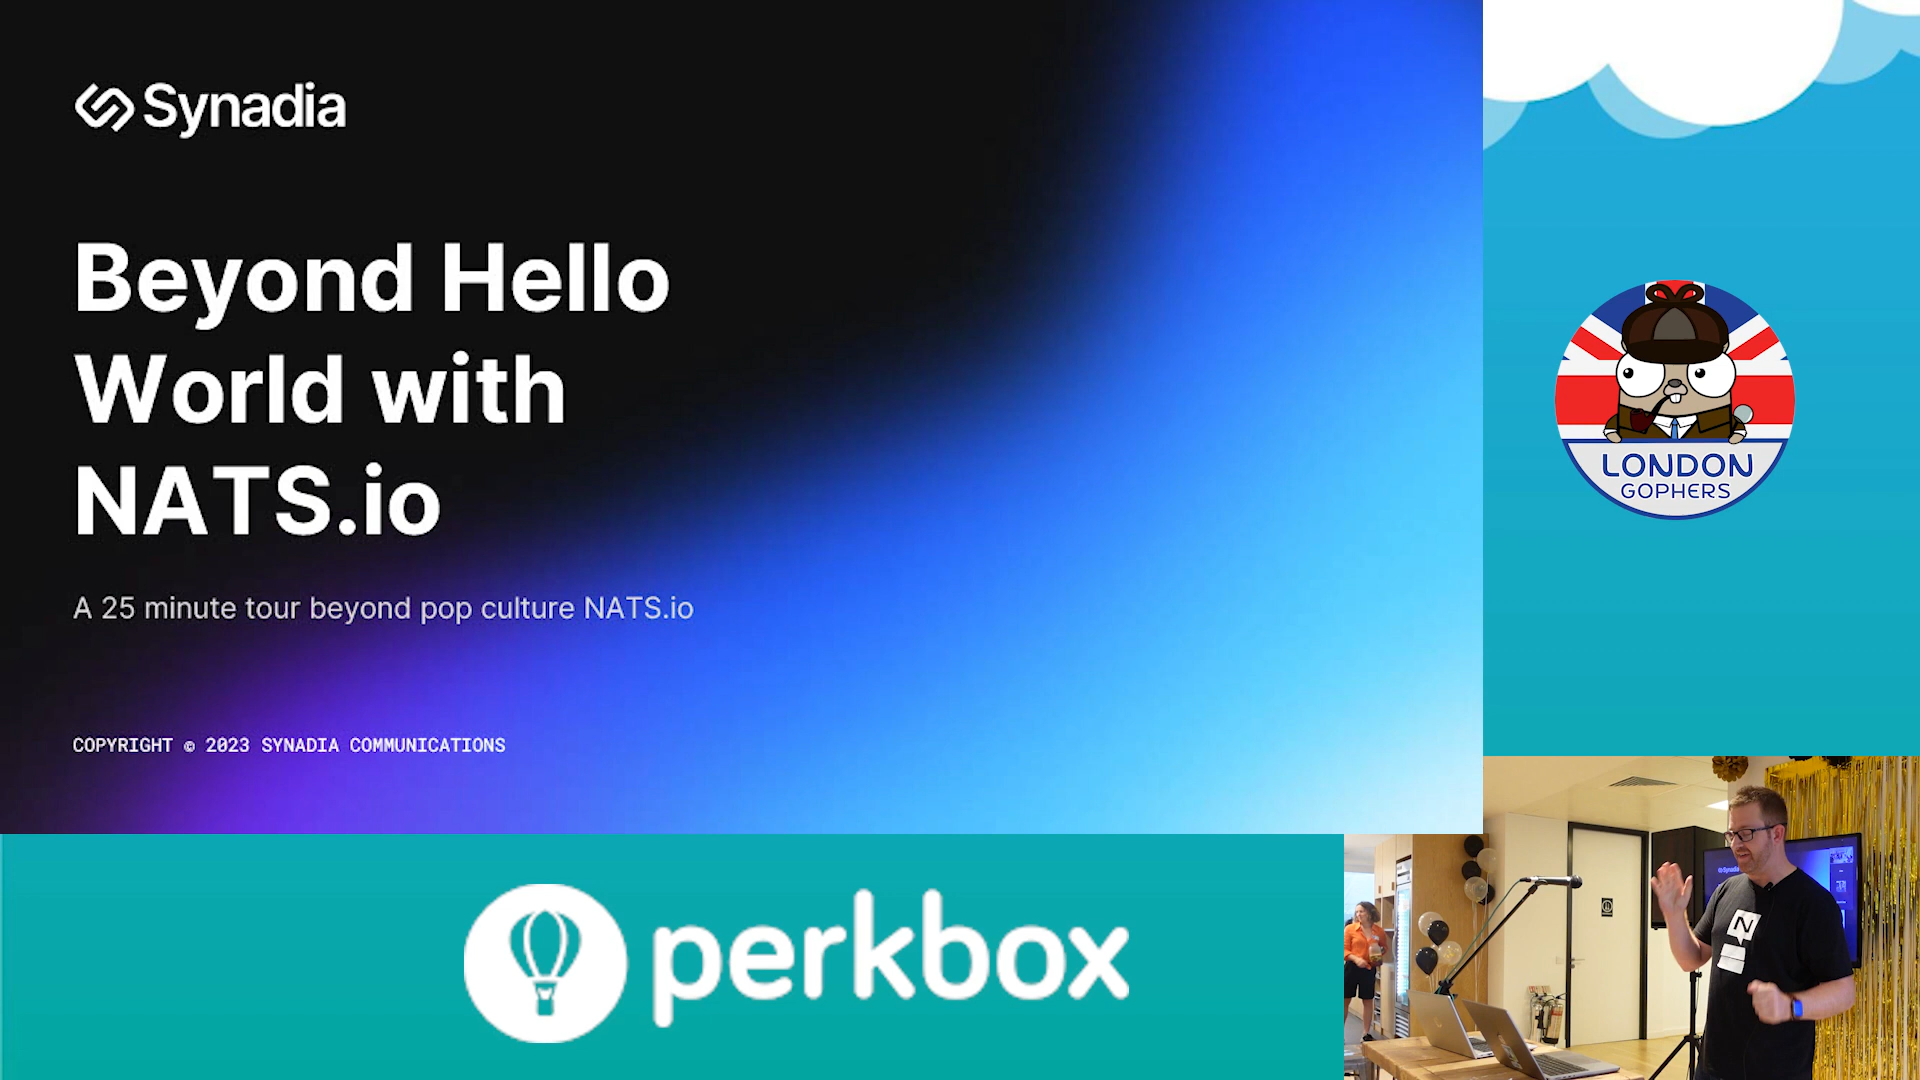 Synadia
Beyond Hello
World with
NATS.io
A 25 minute tour beyond pop culture NATS.io
COPYRIGHT © 2023 SYNADIA COMMUNICATIONS
LONDON
GOPHERS
perkbox
N
Synadia